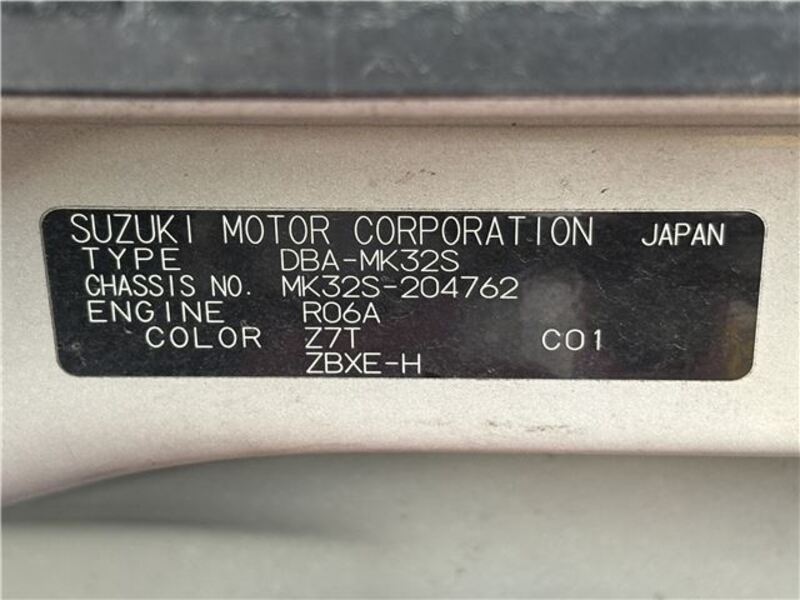 SUZUKI MOTOR CORPORATION JAPAN
TYPE DBA-MK32S
CHASSIS NO. MK32S-204762
ENGINE R06A
COLOR Z7T C01
ZBXE-H